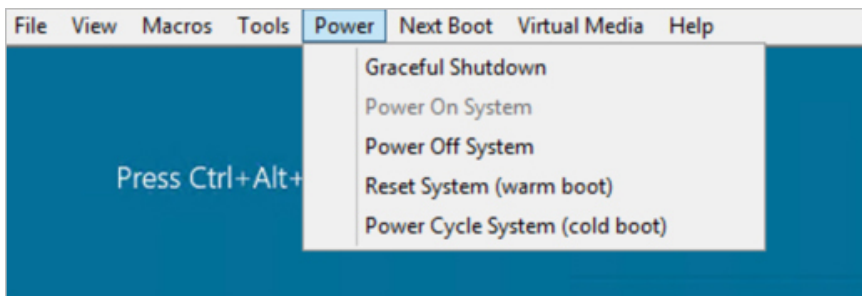 File View Macros Tools Power Next Boot Virtual Media Help
Graceful Shutdown
Power On System
Power Off System
Press Ctrl+Alt+
Reset System (warm boot)
Power Cycle System (cold boot)